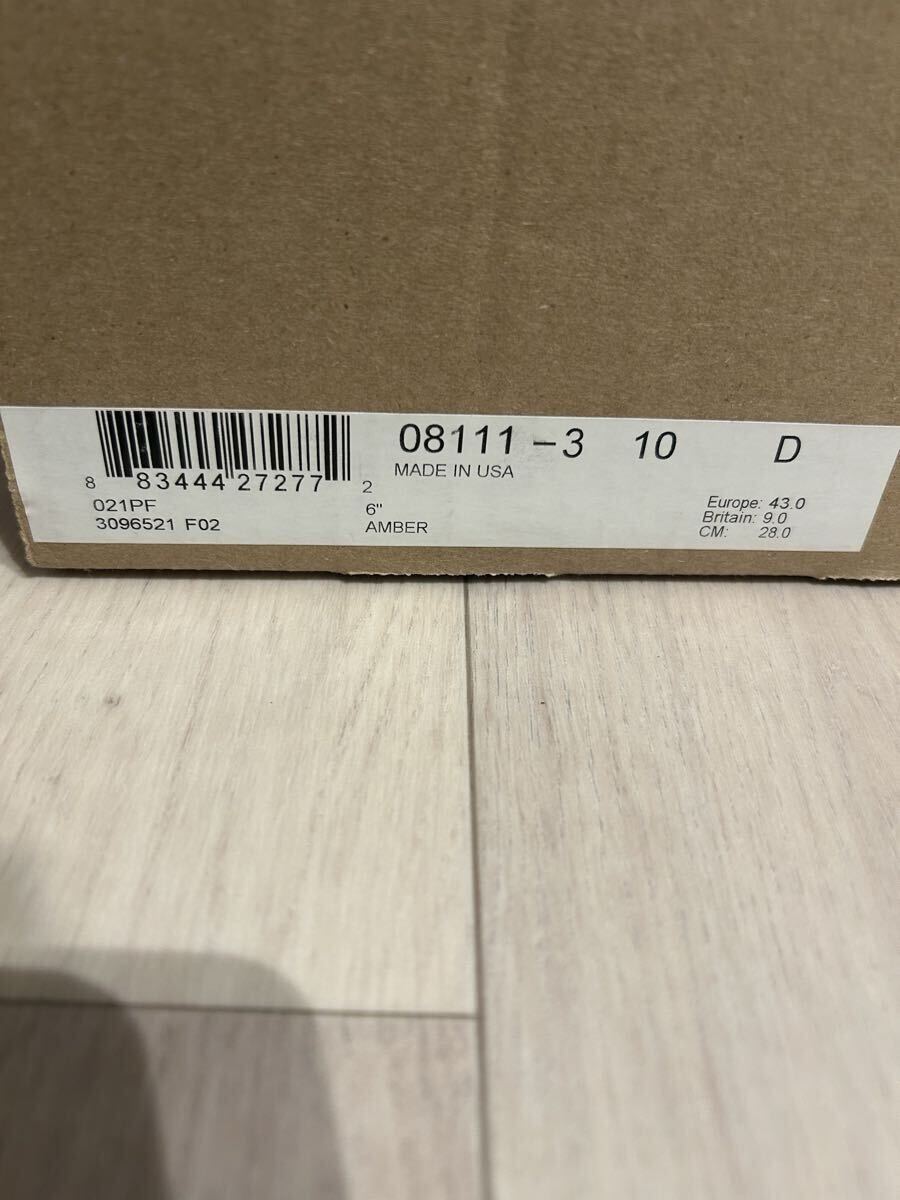 08111 -3 10 D
MADE IN USA
8 83444 27277 2
021PF
3096521 F02
6"
AMBER
Europe: 43.0
Britain: 9.0
CM: 28.0